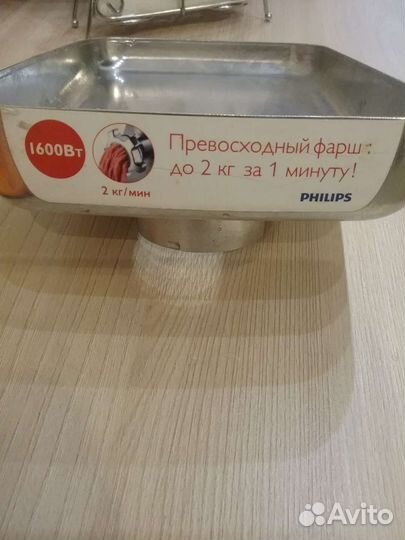 1600Вт
2 кг/мин
Превосходный фарш:
до 2 кг за 1 минуту!
PHILIPS
Avito